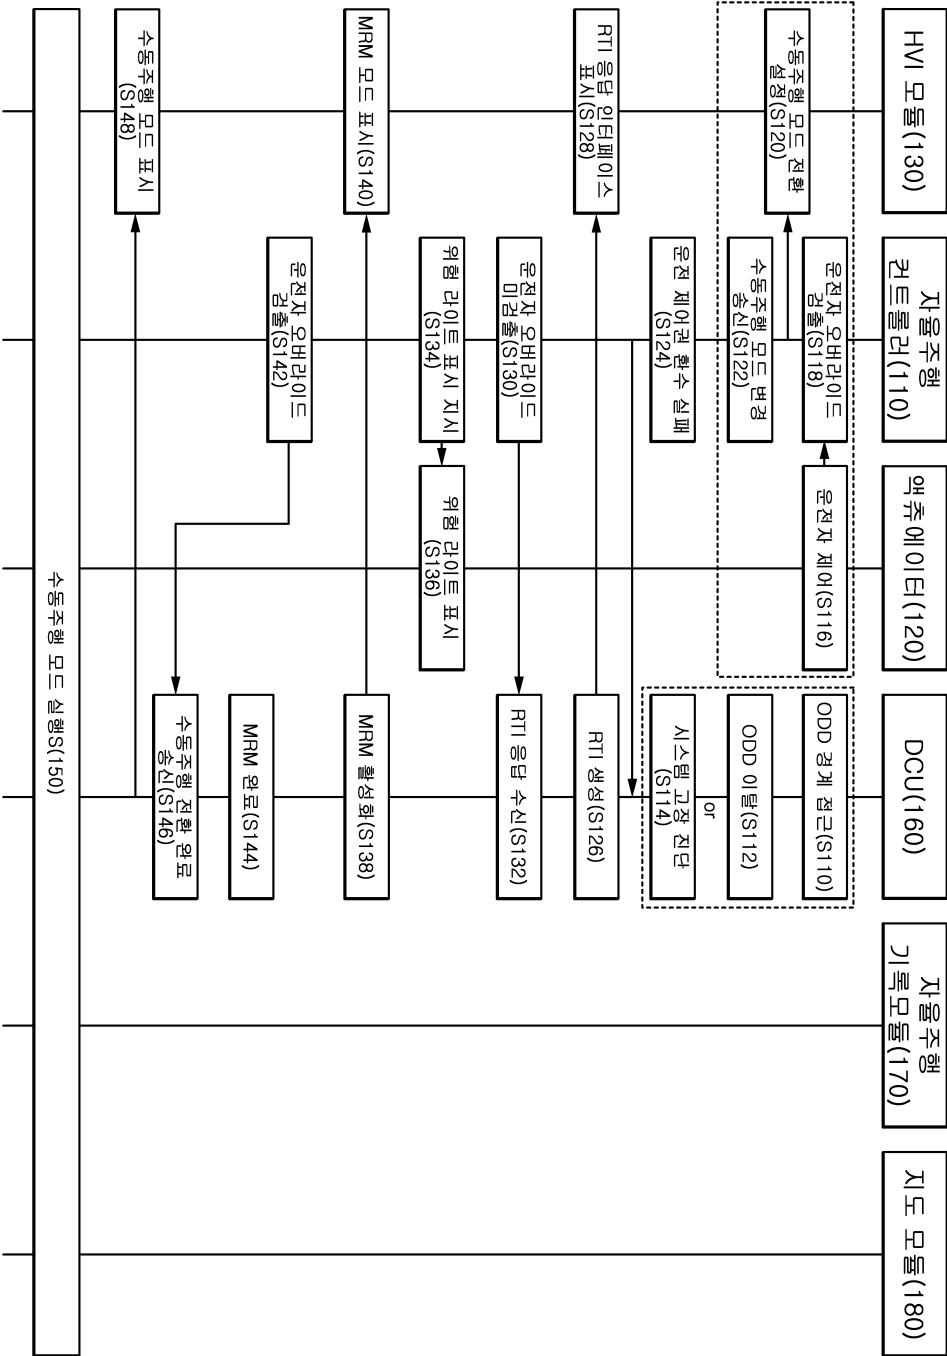 HVI 모듈(130)
자율주행
컨트롤러(110)
액츄에이터(120)
DCU(160)
자율주행
기록모듈(170)
지도 모듈(180)
ODD 경계 접근(S110)
ODD 이탈(S112)
or
시스템 고장 진단
(S114)
운전자 제어(S116)
운전자 오버라이드
검출(S118)
수동주행 모드 전환
설정(S120)
수동주행 모드 변경
송신(S122)
운전 제어권 환수 실패
(S124)
RTI 생성(S126)
RTI 응답 인터페이스
표시(S128)
운전자 오버라이드
미검출(S130)
RTI 응답 수신(S132)
위험 라이트 표시 지시
(S134)
위험 라이트 표시
(S136)
MRM 활성화(S138)
MRM 모드 표시(S140)
운전자 오버라이드
검출(S142)
MRM 완료(S144)
수동주행 전환 완료
송신(S146)
수동주행 모드 표시
(S148)
수동주행 모드 실행S(150)